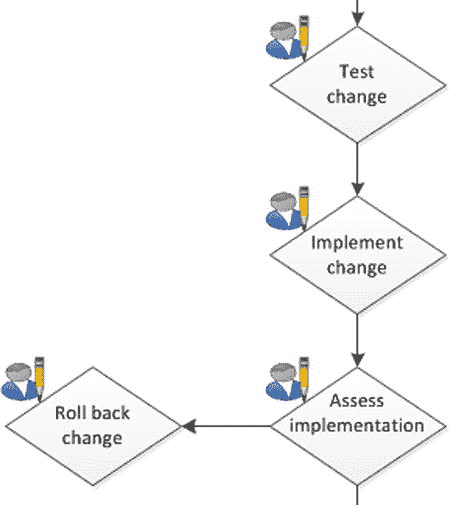 Test
change
Implement
change
Assess
implementation
Roll back
change